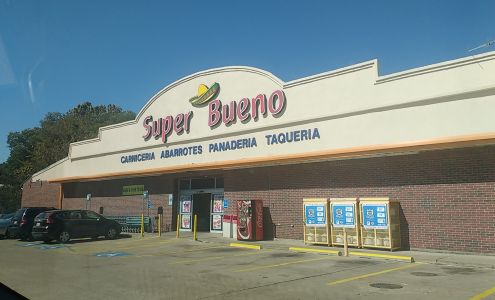 Super Bueno
CARNICERIA ABARROTES PANADERIA TAQUERIA